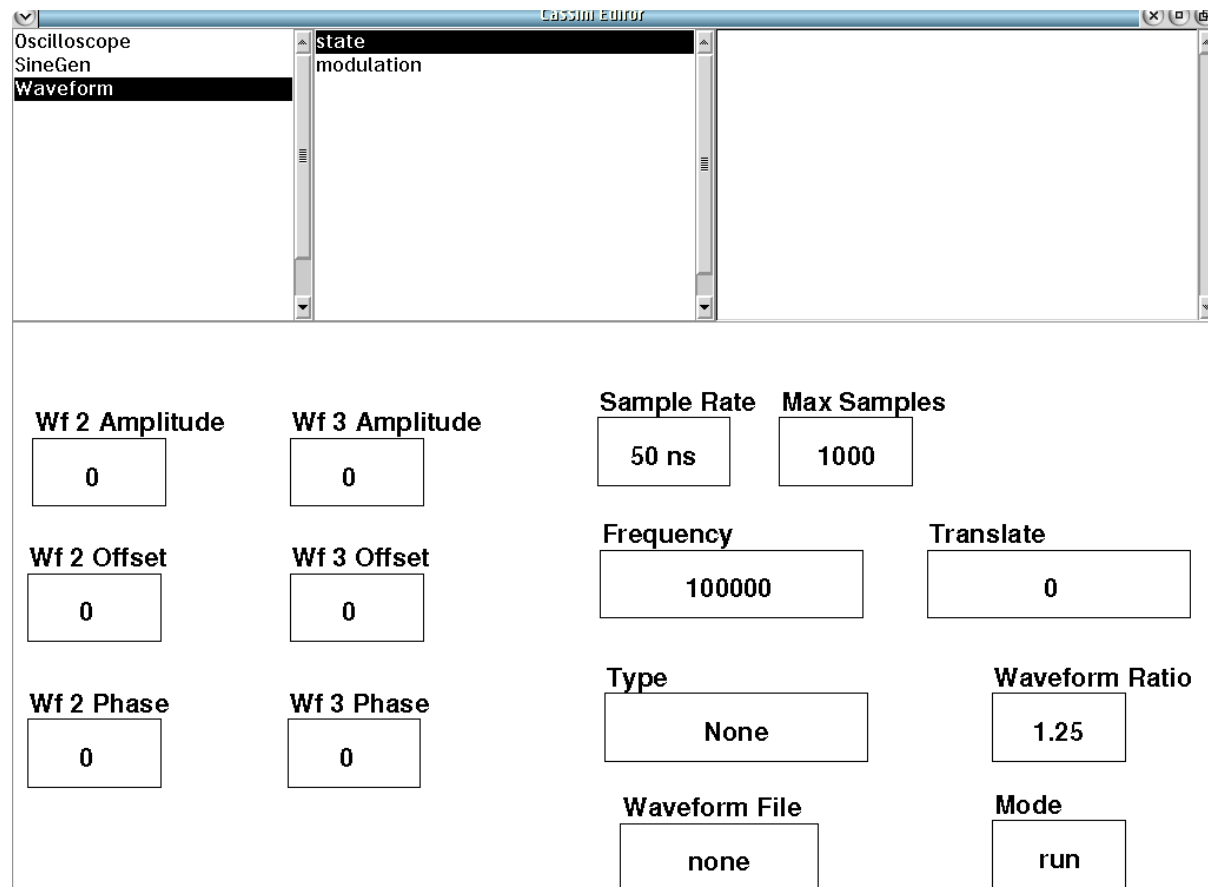 Cassini Editor
Oscilloscope
SineGen
Waveform
state
modulation
Wf 2 Amplitude
0
Wf 3 Amplitude
0
Sample Rate
50 ns
Max Samples
1000
Wf 2 Offset
0
Wf 3 Offset
0
Frequency
100000
Translate
0
Wf 2 Phase
0
Wf 3 Phase
0
Type
None
Waveform Ratio
1.25
Waveform File
none
Mode
run